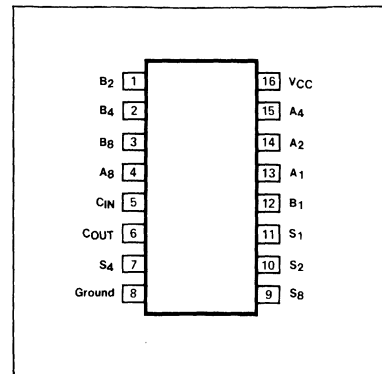 B2 1 16 VCC
B4 2 15 A4
B8 3 14 A2
A8 4 13 A1
CIN 5 12 B1
COUT 6 11 S1
S4 7 10 S2
Ground 8 9 S8